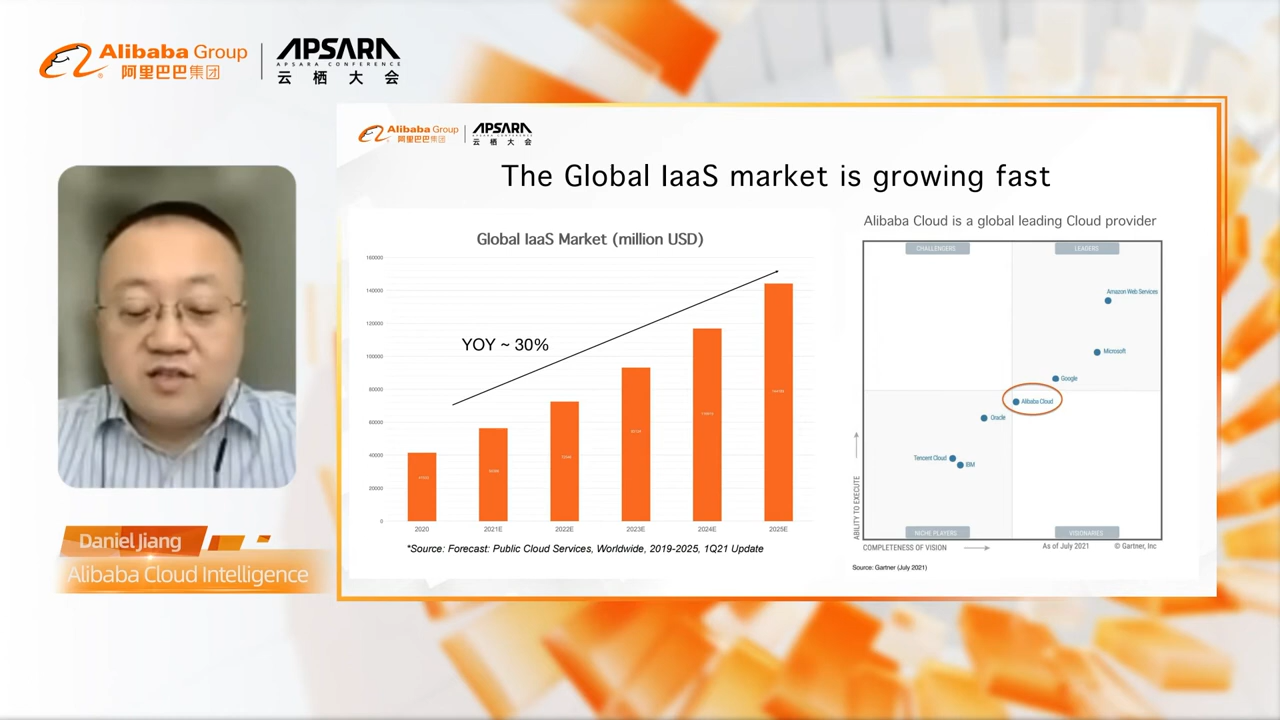 Alibaba Group
阿里巴巴集团
APSARA
APSARA CONFERENCE
云栖大会
Alibaba Group
阿里巴巴集团
APSARA
APSARA CONFERENCE
云栖大会
The Global IaaS market is growing fast
Global IaaS Market (million USD)
160000
140000
120000
100000
80000
60000
40000
20000
0
YOY ~ 30%
2020 2021E 2022E 2023E 2024E 2025E
*Source: Forecast: Public Cloud Services, Worldwide, 2019-2025, 1Q21 Update
Alibaba Cloud is a global leading Cloud provider
CHALLENGERS LEADERS
Amazon Web Services
Microsoft
Google
Alibaba Cloud
Oracle
Tencent Cloud
IBM
NICHE PLAYERS VISIONARIES
ABILITY TO EXECUTE
COMPLETENESS OF VISION
As of July 2021 © Gartner, Inc
Source: Gartner (July 2021)
Daniel Jiang
Alibaba Cloud Intelligence